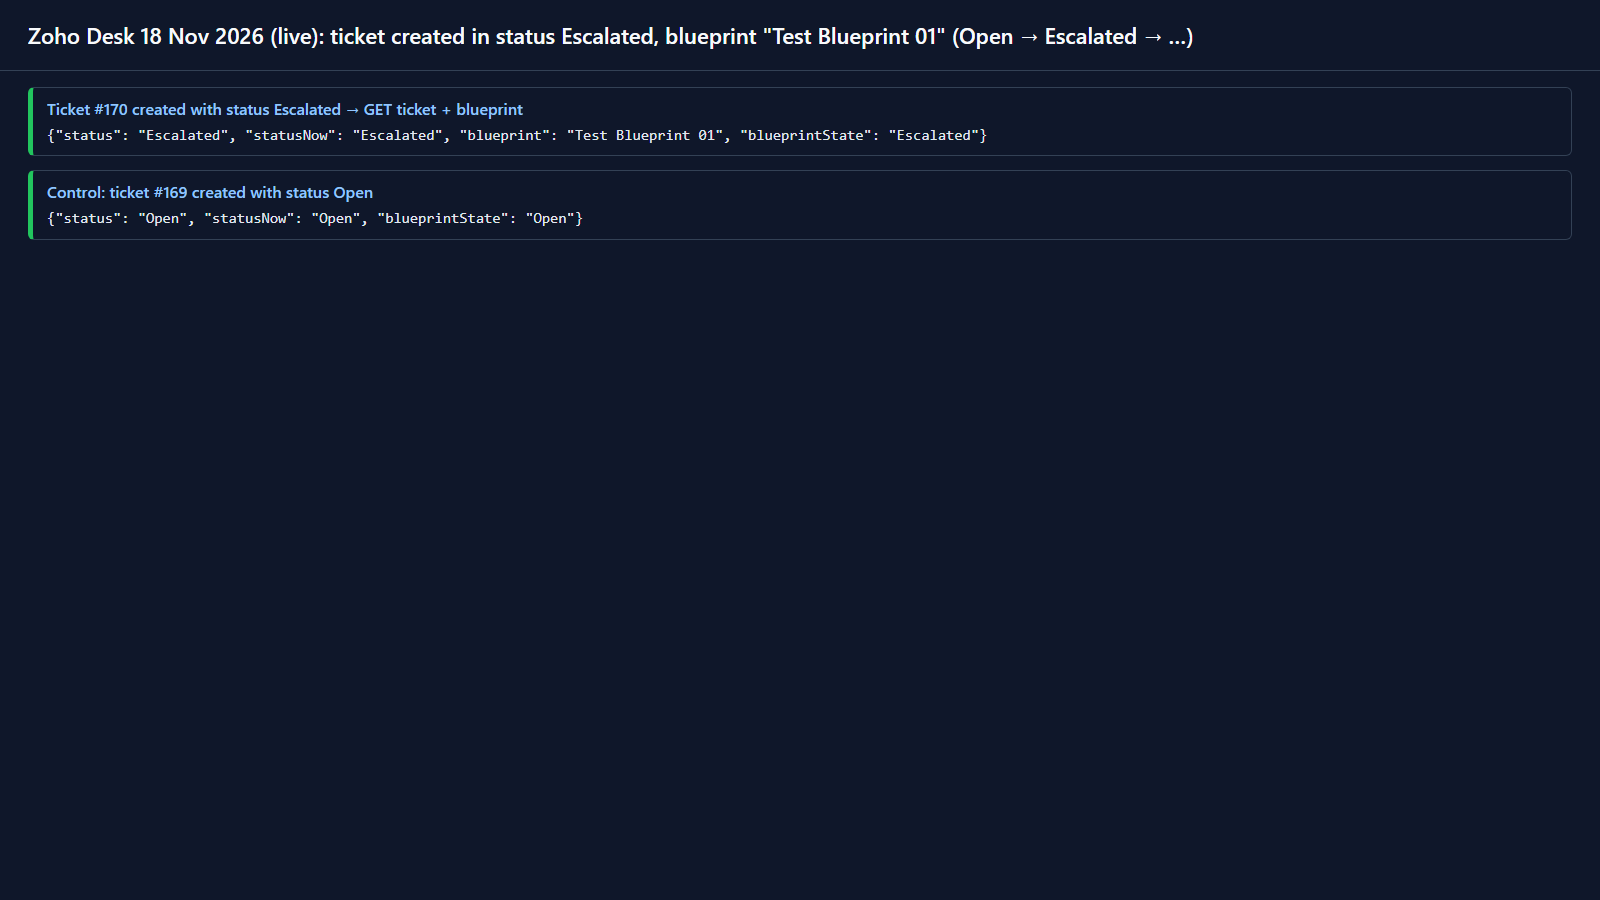 Zoho Desk 18 Nov 2026 (live): ticket created in status Escalated, blueprint "Test Blueprint 01" (Open → Escalated → ...)
Ticket #170 created with status Escalated → GET ticket + blueprint
{"status": "Escalated", "statusNow": "Escalated", "blueprint": "Test Blueprint 01", "blueprintState": "Escalated"}
Control: ticket #169 created with status Open
{"status": "Open", "statusNow": "Open", "blueprintState": "Open"}